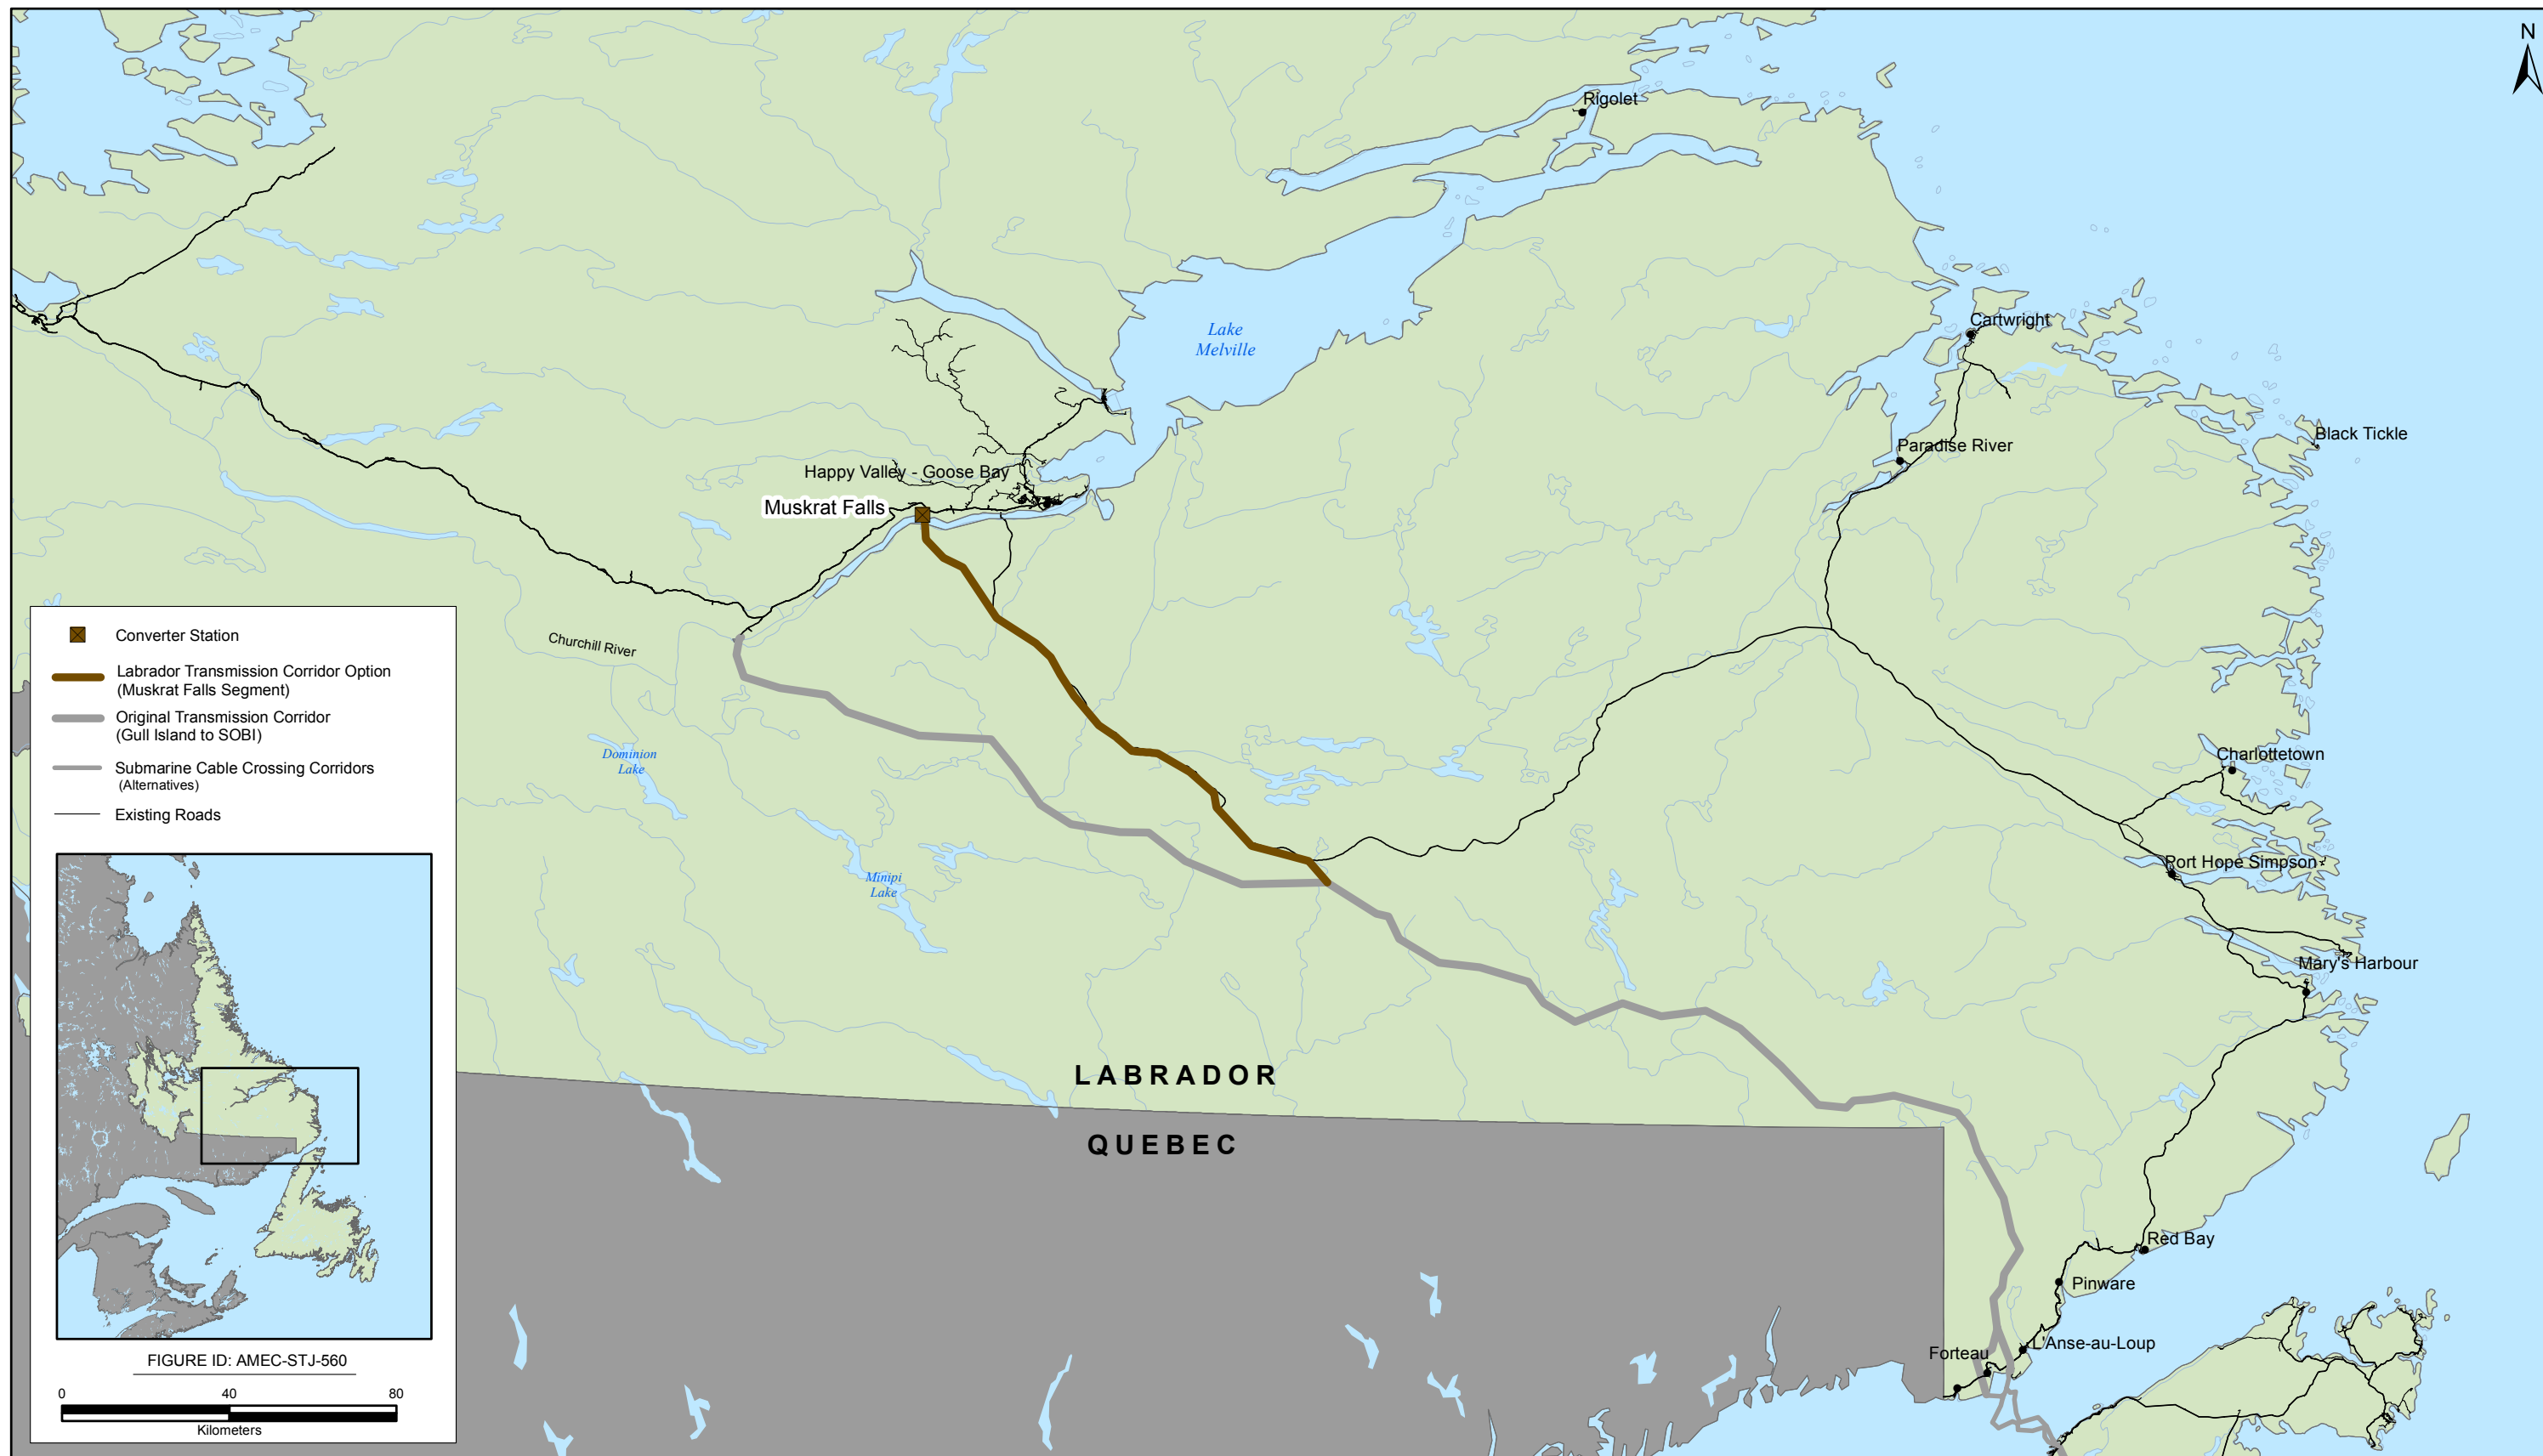 N
Rigolet
Lake
Melville
Cartwright
Black Tickle
Paradise River
Happy Valley - Goose Bay
Muskrat Falls
Churchill River
Dominion
Lake
Minipi
Lake
Charlottetown
Port Hope Simpson
Mary's Harbour
LABRADOR
QUEBEC
Red Bay
Pinware
L'Anse-au-Loup
Forteau
Converter Station
Labrador Transmission Corridor Option
(Muskrat Falls Segment)
Original Transmission Corridor
(Gull Island to SOBI)
Submarine Cable Crossing Corridors
(Alternatives)
Existing Roads
FIGURE ID: AMEC-STJ-560
0 40 80
Kilometers